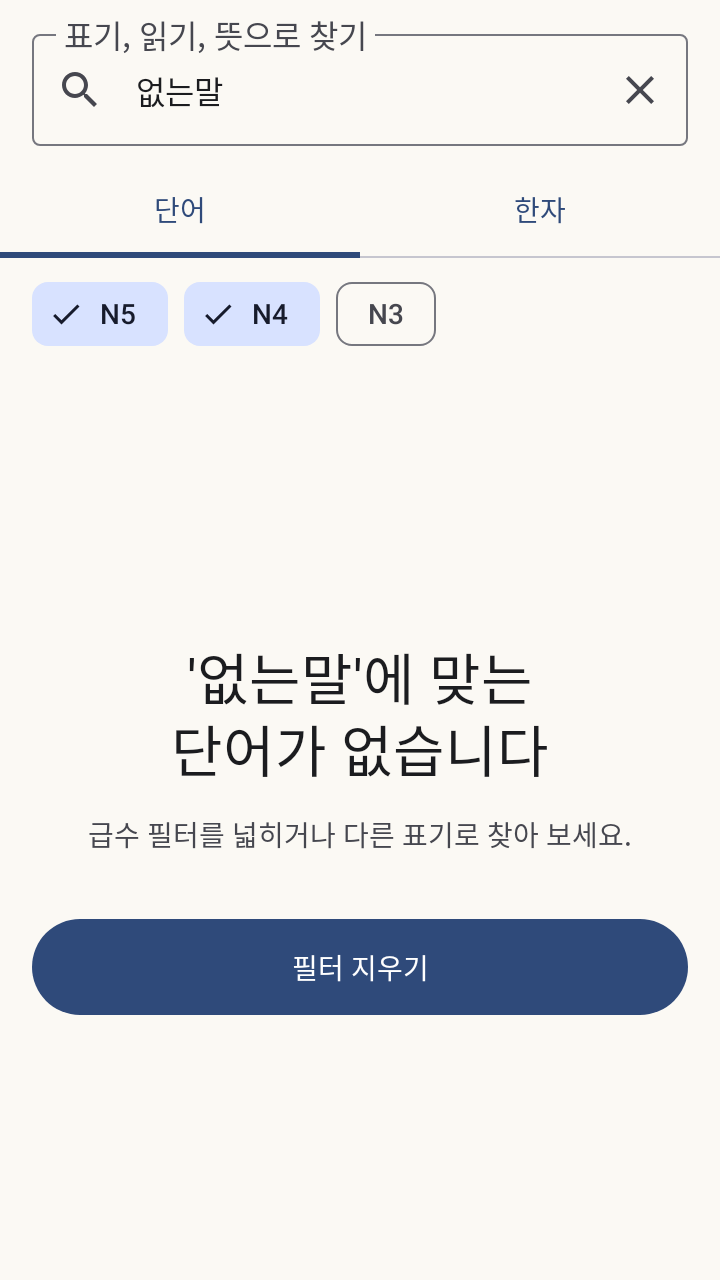 표기, 읽기, 뜻으로 찾기
없는말
단어
한자
N5
N4
N3
'없는말'에 맞는
단어가 없습니다
급수 필터를 넓히거나 다른 표기로 찾아 보세요.
필터 지우기